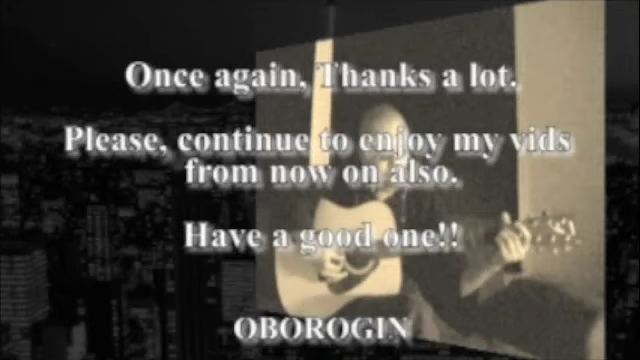 Once again, Thanks a lot.
Please, continue to enjoy my vids
from now on also.
Have a good one!!
OBOROGIN